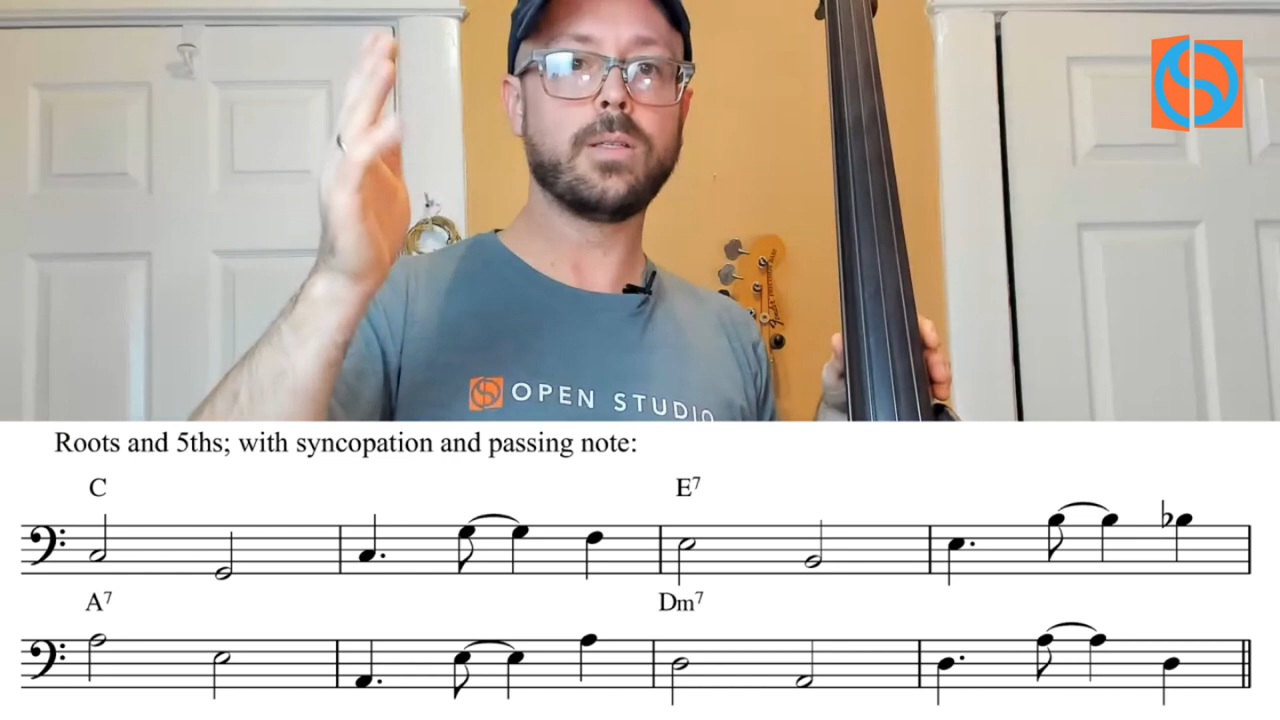 OPEN STUDIO
Roots and 5ths; with syncopation and passing note:
C E7
A7 Dm7